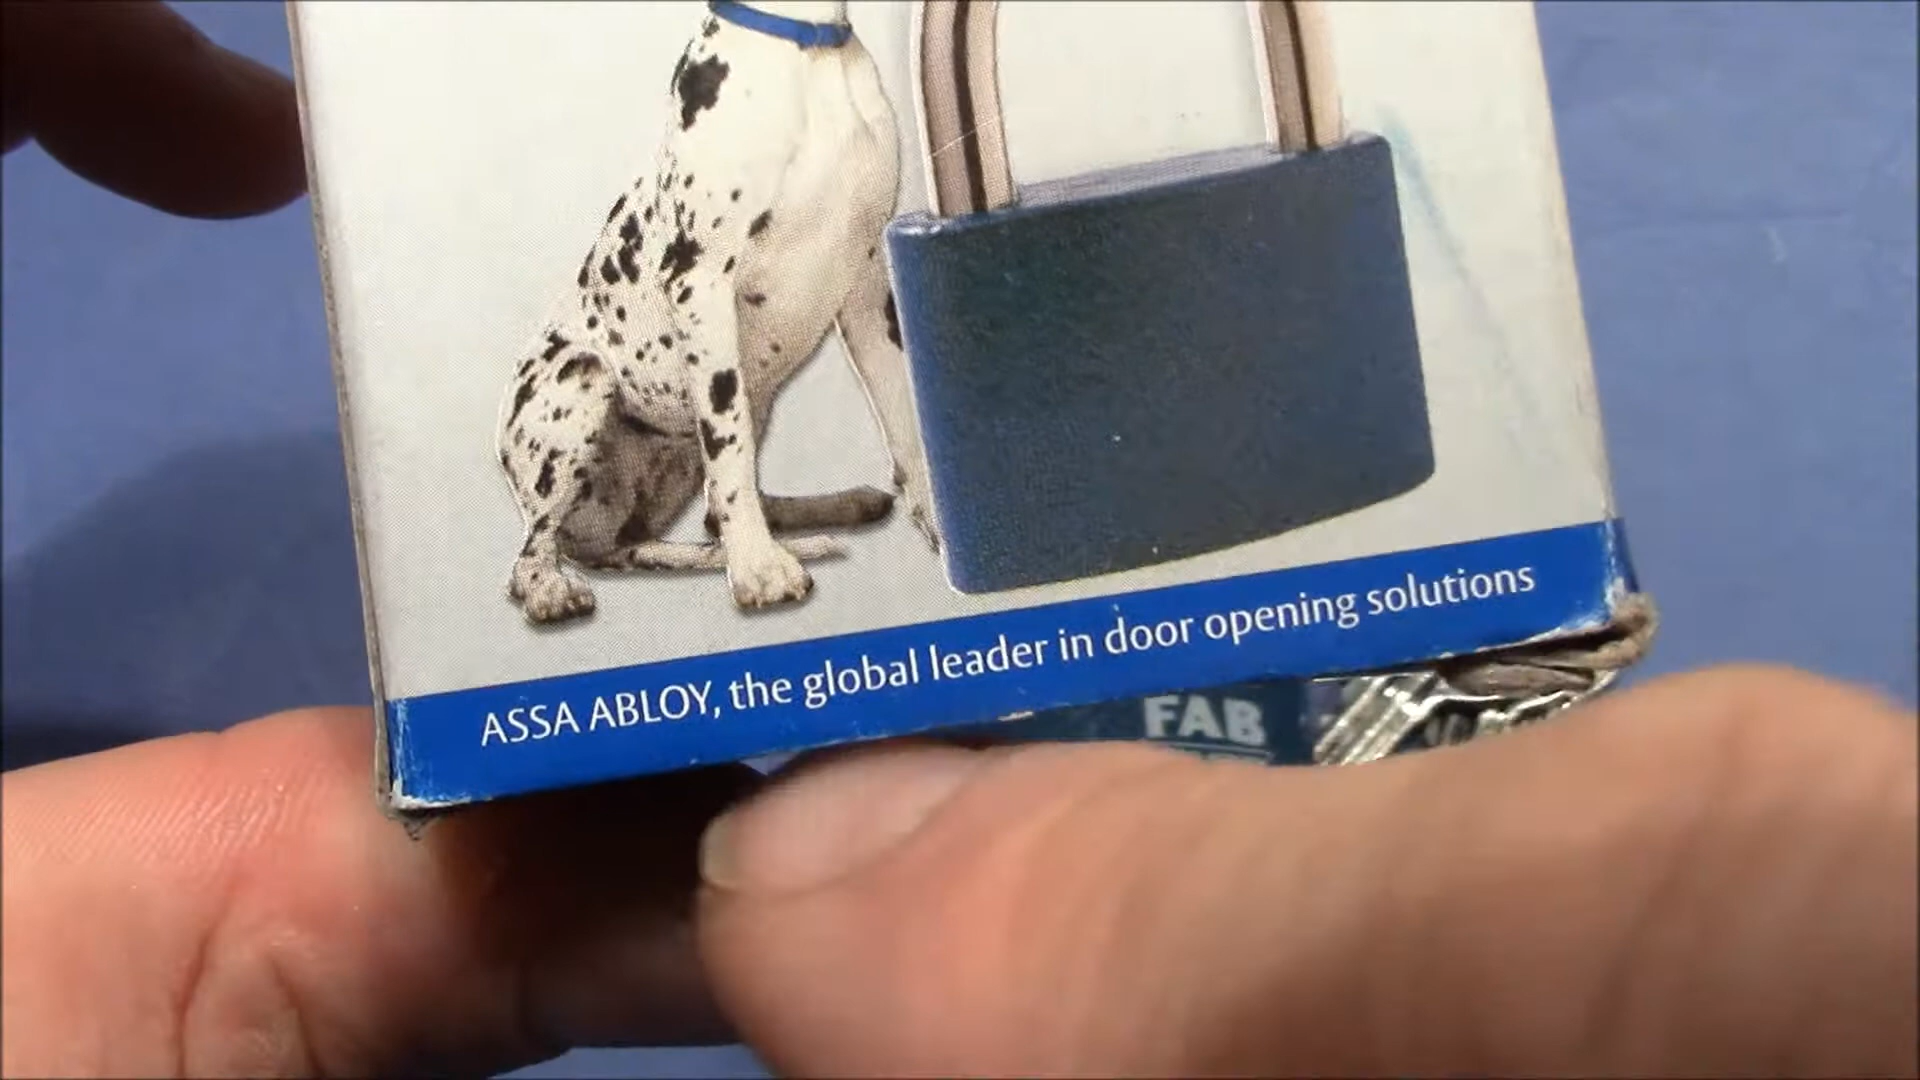 ASSA ABLOY, the global leader in door opening solutions
FAB